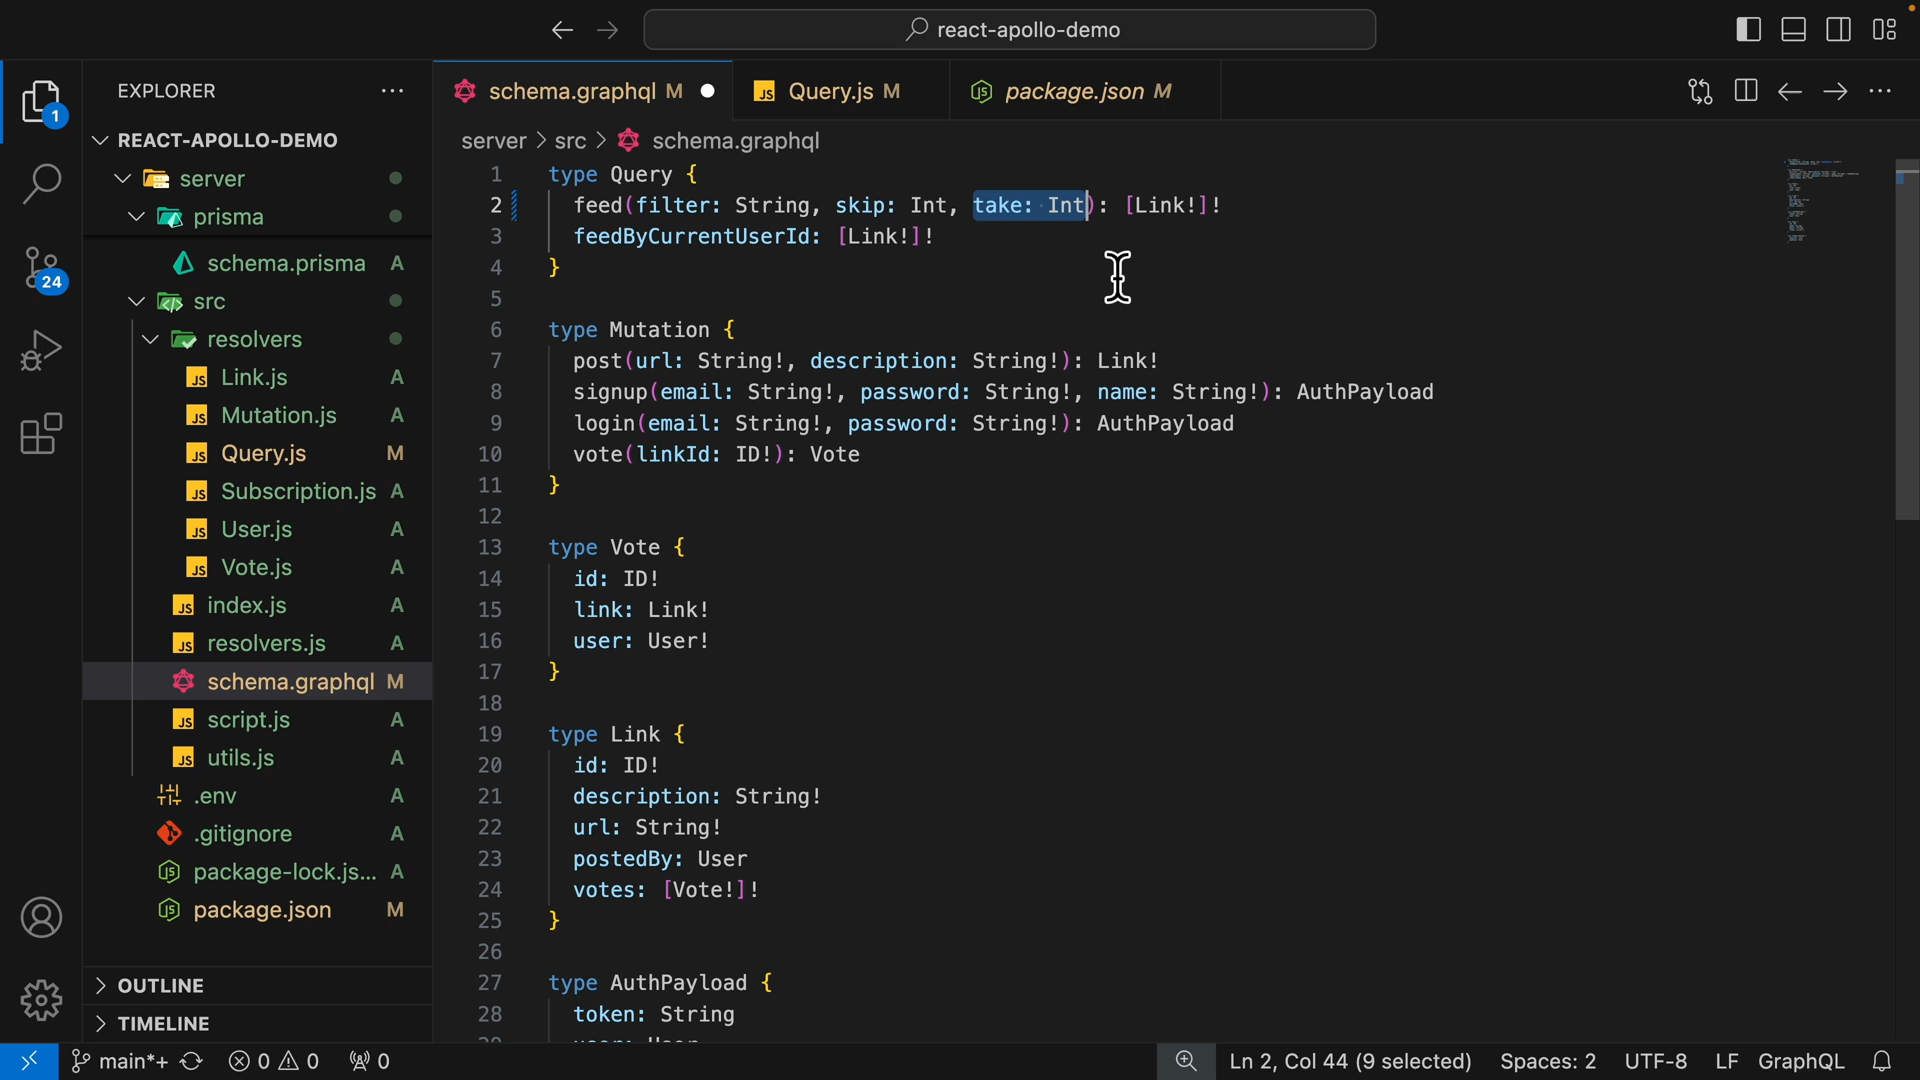 react-apollo-demo
EXPLORER
schema.graphql M
Query.js M
package.json M
1
REACT-APOLLO-DEMO
server > src > schema.graphql
server
prisma
schema.prisma A
src
resolvers
Link.js A
Mutation.js A
Query.js M
Subscription.js A
User.js A
Vote.js A
index.js A
resolvers.js A
schema.graphql M
script.js A
utils.js A
.env A
.gitignore A
package-lock.js... A
package.json M
OUTLINE
TIMELINE
24
1 type Query {
2 feed(filter: String, skip: Int, take: Int): [Link!]!
3 feedByCurrentUserId: [Link!]!
4 }
5
6 type Mutation {
7 post(url: String!, description: String!): Link!
8 signup(email: String!, password: String!, name: String!): AuthPayload
9 login(email: String!, password: String!): AuthPayload
10 vote(linkId: ID!): Vote
11 }
12
13 type Vote {
14 id: ID!
15 link: Link!
16 user: User!
17 }
18
19 type Link {
20 id: ID!
21 description: String!
22 url: String!
23 postedBy: User
24 votes: [Vote!]!
25 }
26
27 type AuthPayload {
28 token: String
main*+ 0 0 0
Ln 2, Col 44 (9 selected) Spaces: 2 UTF-8 LF GraphQL